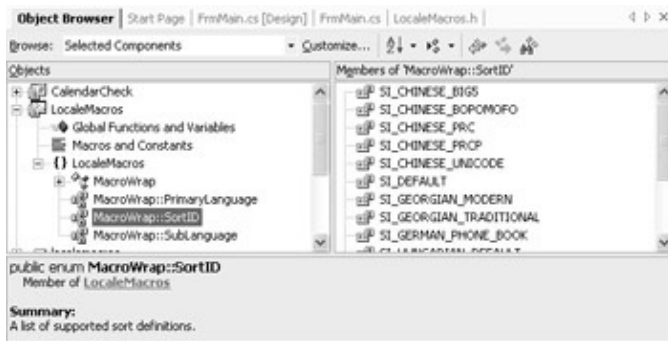 Object Browser | Start Page | FrmMain.cs [Design] | FrmMain.cs | LocaleMacros.h |
Browse: Selected Components Customize...
Objects
CalendarCheck
LocaleMacros
Global Functions and Variables
Macros and Constants
{} LocaleMacros
MacroWrap
MacroWrap::PrimaryLanguage
MacroWrap::SortID
MacroWrap::SubLanguage
Members of 'MacroWrap::SortID'
SI_CHINESE_BIG5
SI_CHINESE_BOPOMOFO
SI_CHINESE_PRC
SI_CHINESE_PRCP
SI_CHINESE_UNICODE
SI_DEFAULT
SI_GEORGIAN_MODERN
SI_GEORGIAN_TRADITIONAL
SI_GERMAN_PHONE_BOOK
public enum MacroWrap::SortID
Member of LocaleMacros
Summary:
A list of supported sort definitions.